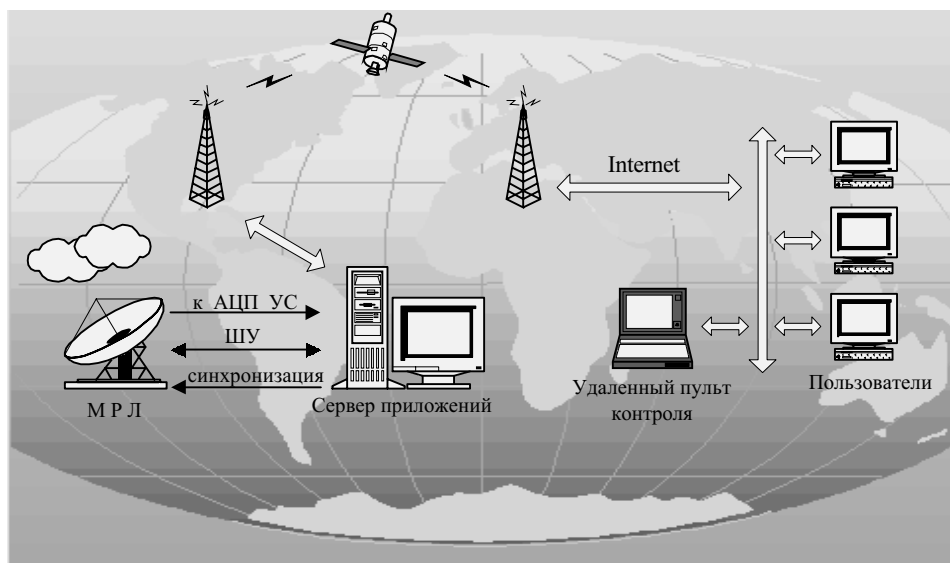 Internet
к АЦП УС
ШУ
синхронизация
М Р Л
Сервер приложений
Удаленный пульт
контроля
Пользователи